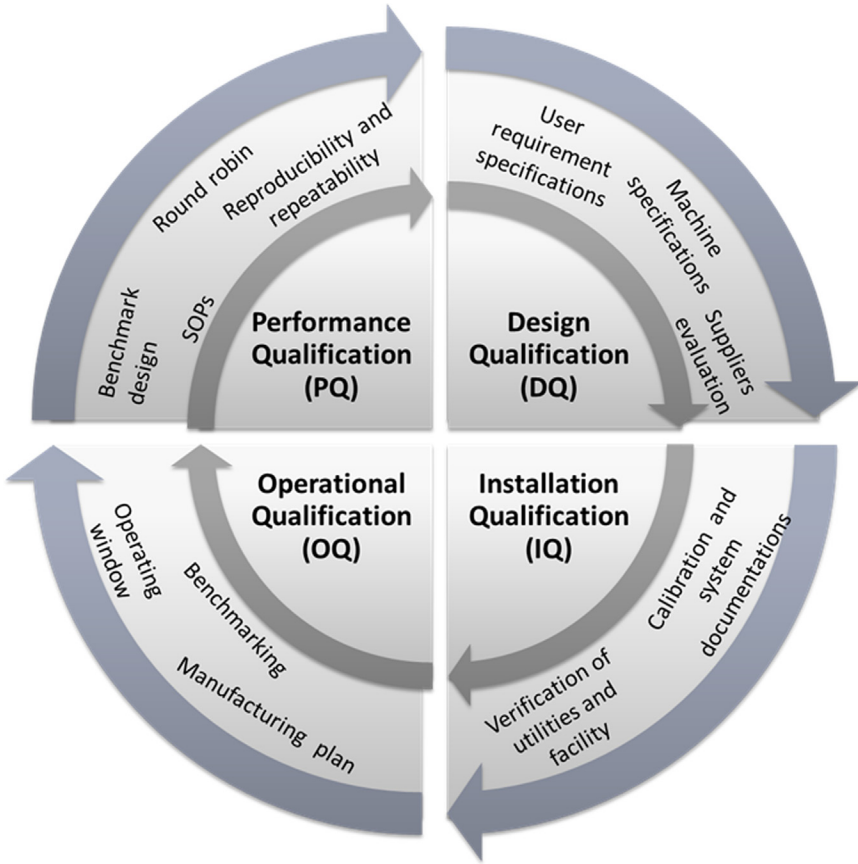 Round robin
Reproducibility and
repeatability
Benchmark
design
SOPs
Performance
Qualification
(PQ)
User
requirement
specifications
Machine
specifications
Suppliers
evaluation
Design
Qualification
(DQ)
Operational
Qualification
(OQ)
Operating
window
Benchmarking
Manufacturing plan
Installation
Qualification
(IQ)
Calibration and
system
documentations
Verification of
utilities and
facility